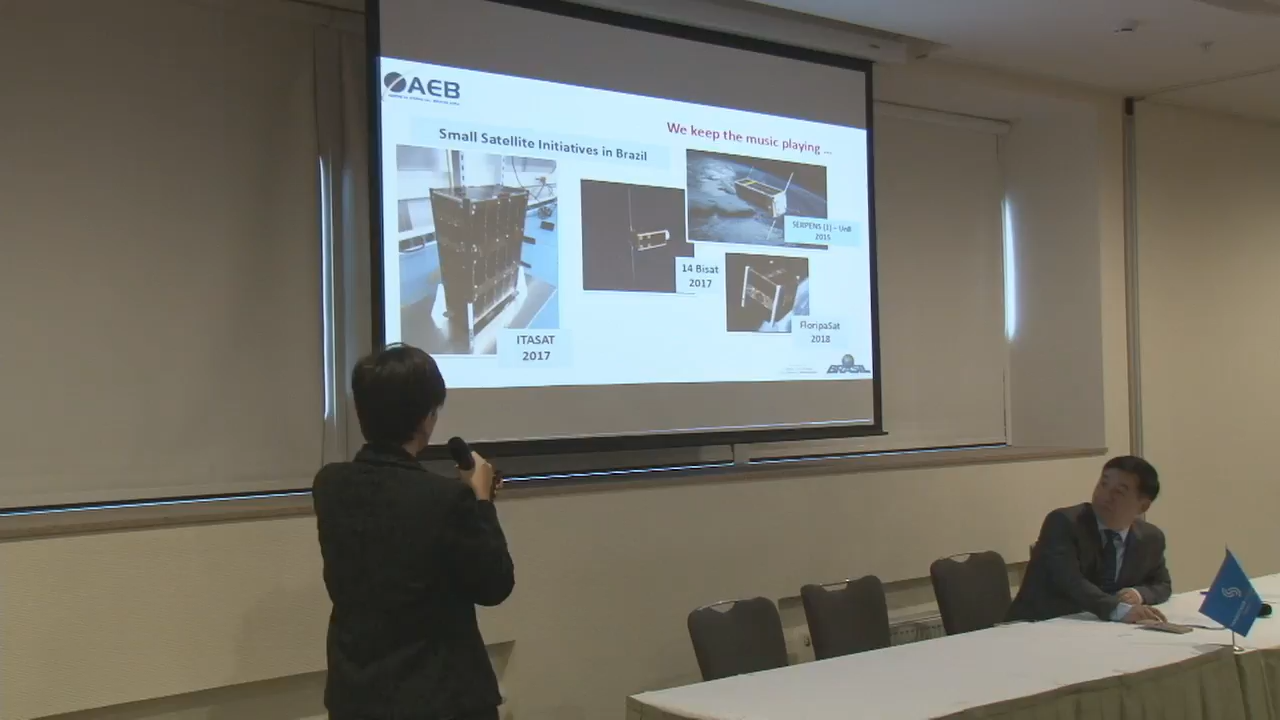 AEB
Small Satellite Initiatives in Brazil
We keep the music playing ...
SERPENS (1) – UnB
2015
14 Bisat
2017
FloripaSat
2018
ITASAT
2017
BRASIL